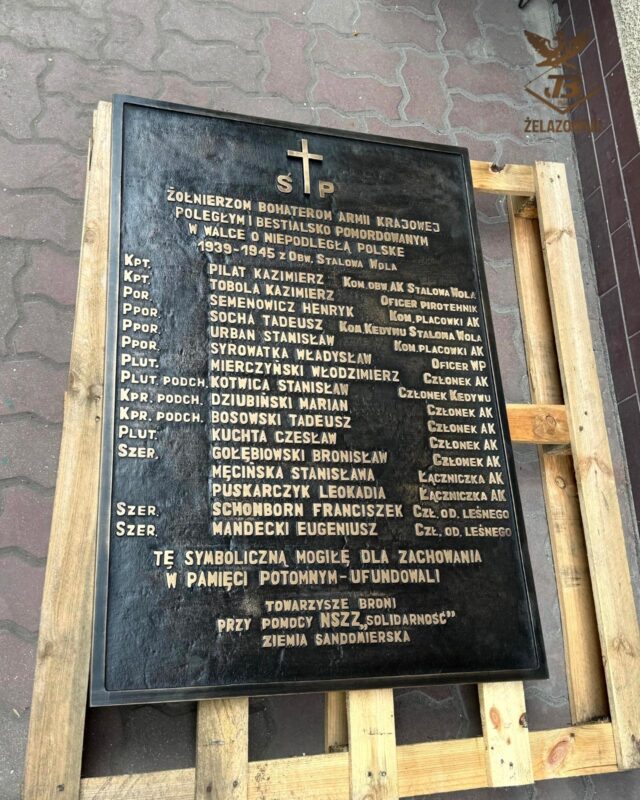 Ś P
ŻOŁNIERZOM BOHATEROM ARMII KRAJOWEJ
POLEGŁYM I BESTIALSKO POMORDOWANYM
W WALCE O NIEPODLEGŁĄ POLSKĘ
1939-1945 z OBW. STALOWA WOLA
KPT. PILAT KAZIMIERZ KOM.OBW.AK STALOWA WOLA
KPT. TOBOLA KAZIMIERZ OFICER PIROTEHNIK
POR. SEMENOWICZ HENRYK KOM.PLACOWKI AK
PPOR. SOCHA TADEUSZ KOM.KEDYWU STALOWA WOLA
PPOR. URBAN STANISŁAW KOM.PLACOWKI AK
PPOR. SYROWATKA WŁADYSŁAW OFICER WP
PLUT. MIERCZYŃSKI WŁODZIMIERZ CZŁONEK AK
PLUT. PODCH. KOTWICA STANISŁAW CZŁONEK KEDYWU
KPR. PODCH. DZIUBIŃSKI MARIAN CZŁONEK AK
KPR. PODCH. BOSOWSKI TADEUSZ CZŁONEK AK
PLUT. KUCHTA CZESŁAW CZŁONEK AK
SZER. GOŁĘBIOWSKI BRONISŁAW CZŁONEK AK
MĘCIŃSKA STANISŁAWA ŁĄCZNICZKA AK
PUSKARCZYK LEOKADIA ŁĄCZNICZKA AK
SZER. SCHONBORN FRANCISZEK CZŁ. OD. LEŚNEGO
SZER. MANDECKI EUGENIUSZ CZŁ. OD. LEŚNEGO
TĘ SYMBOLICZNĄ MOGIŁĘ DLA ZACHOWANIA
W PAMIĘCI POTOMNYM-UFUNDOWALI
TOWARZYSZE BRONI
PRZY POMOCY NSZZ „SOLIDARNOŚĆ"
ZIEMIA SANDOMIERSKA